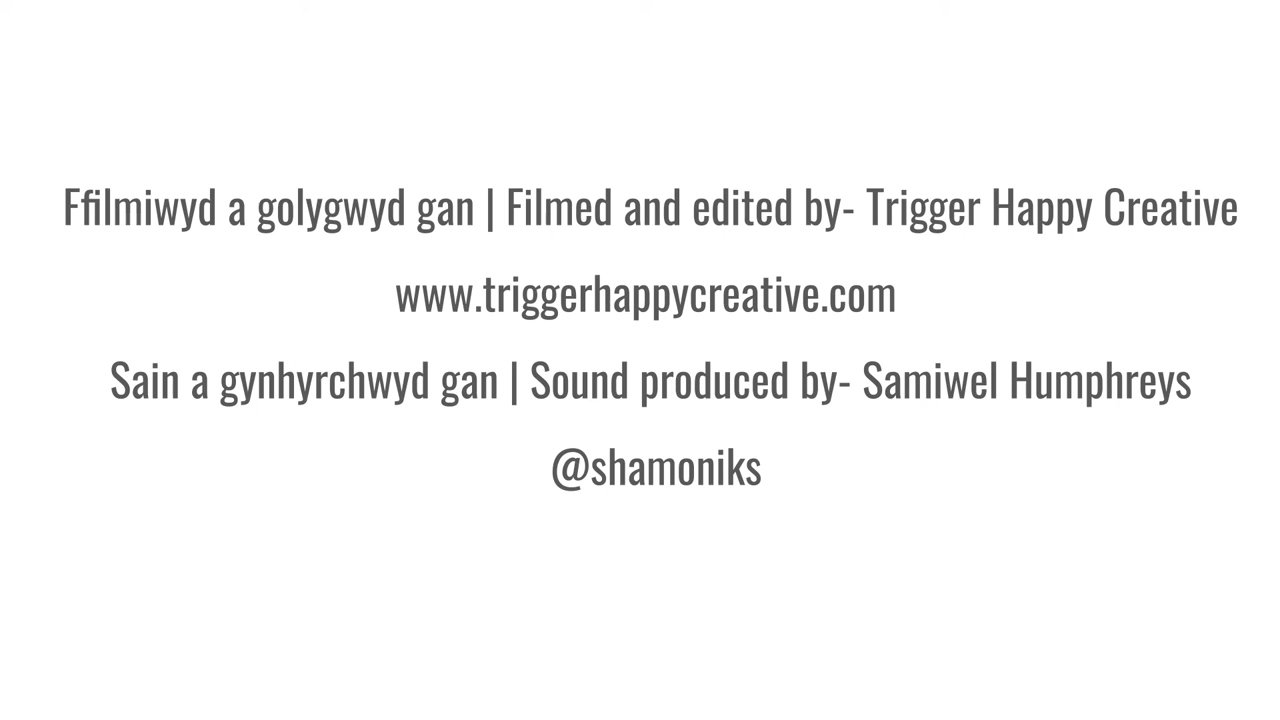 Ffilmiwyd a golygwyd gan | Filmed and edited by- Trigger Happy Creative
www.triggerhappycreative.com
Sain a gynhyrchwyd gan | Sound produced by- Samiwel Humphreys
@shamoniks